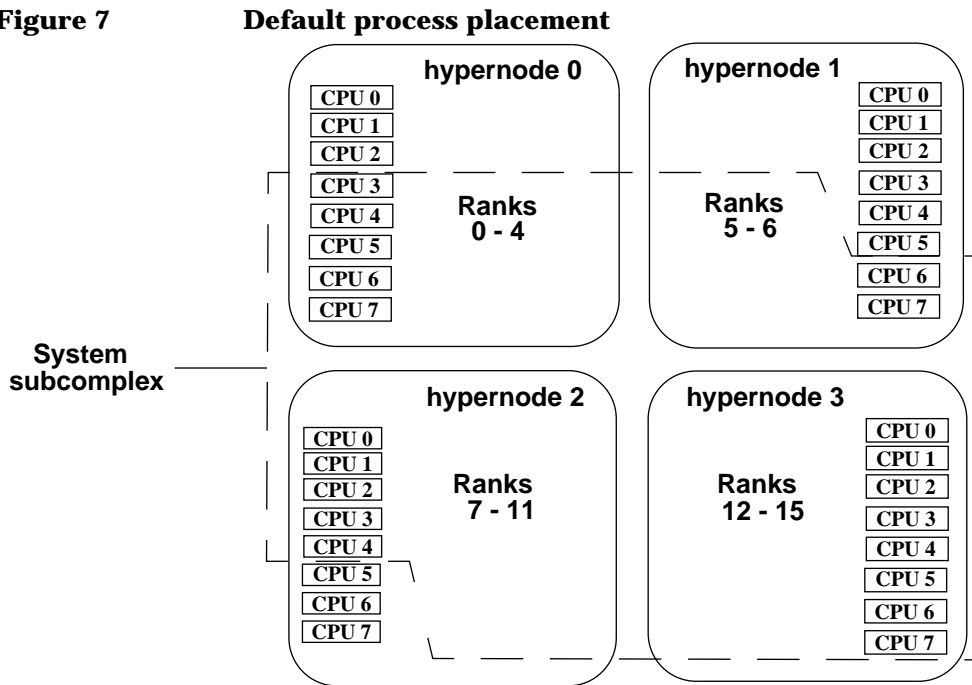 Figure 7 Default process placement
hypernode 0
CPU 0
CPU 1
CPU 2
CPU 3
CPU 4
CPU 5
CPU 6
CPU 7
Ranks
0 - 4
hypernode 1
CPU 0
CPU 1
CPU 2
CPU 3
CPU 4
CPU 5
CPU 6
CPU 7
Ranks
5 - 6
System
subcomplex
hypernode 2
CPU 0
CPU 1
CPU 2
CPU 3
CPU 4
CPU 5
CPU 6
CPU 7
Ranks
7 - 11
hypernode 3
CPU 0
CPU 1
CPU 2
CPU 3
CPU 4
CPU 5
CPU 6
CPU 7
Ranks
12 - 15